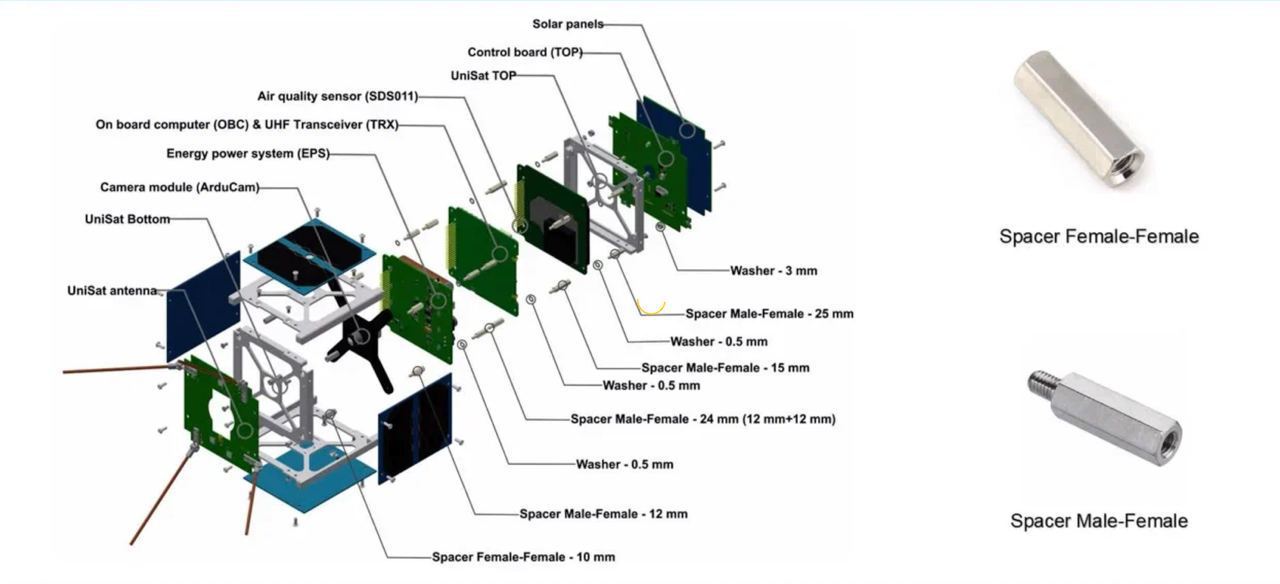 Solar panels
Control board (TOP)
UniSat TOP
Air quality sensor (SDS011)
On board computer (OBC) & UHF Transceiver (TRX)
Energy power system (EPS)
Camera module (ArduCam)
UniSat Bottom
UniSat antenna
Washer - 3 mm
Spacer Male-Female - 25 mm
Washer - 0.5 mm
Spacer Male-Female - 15 mm
Washer - 0.5 mm
Spacer Male-Female - 24 mm (12 mm+12 mm)
Washer - 0.5 mm
Spacer Male-Female - 12 mm
Spacer Female-Female - 10 mm
Spacer Female-Female
Spacer Male-Female